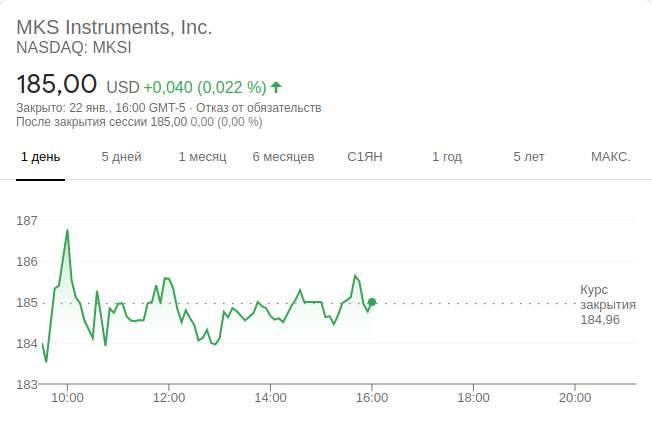 MKS Instruments, Inc.
NASDAQ: MKSI
185,00 USD +0,040 (0,022 %)
Закрыто: 22 янв., 16:00 GMT-5 · Отказ от обязательств
После закрытия сессии 185,00 0,00 (0,00 %)
1 день 5 дней 1 месяц 6 месяцев С1ЯН 1 год 5 лет МАКС.
187
186
185
184
183
Курс
закрытия
184,96
10:00 12:00 14:00 16:00 18:00 20:00